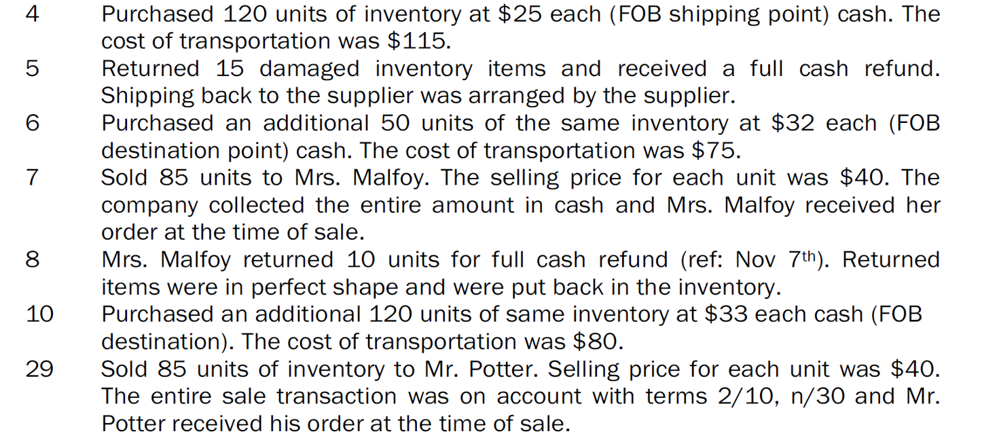 4 Purchased 120 units of inventory at $25 each (FOB shipping point) cash. The
cost of transportation was $115.
5 Returned 15 damaged inventory items and received a full cash refund.
Shipping back to the supplier was arranged by the supplier.
6 Purchased an additional 50 units of the same inventory at $32 each (FOB
destination point) cash. The cost of transportation was $75.
7 Sold 85 units to Mrs. Malfoy. The selling price for each unit was $40. The
company collected the entire amount in cash and Mrs. Malfoy received her
order at the time of sale.
8 Mrs. Malfoy returned 10 units for full cash refund (ref: Nov 7th). Returned
items were in perfect shape and were put back in the inventory.
10 Purchased an additional 120 units of same inventory at $33 each cash (FOB
destination). The cost of transportation was $80.
29 Sold 85 units of inventory to Mr. Potter. Selling price for each unit was $40.
The entire sale transaction was on account with terms 2/10, n/30 and Mr.
Potter received his order at the time of sale.